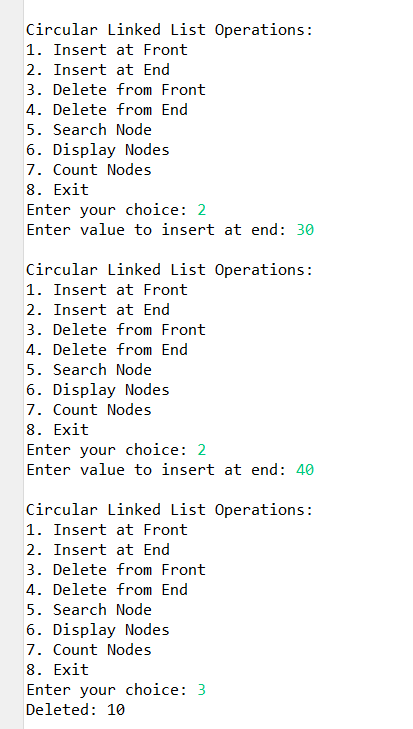 Circular Linked List Operations:
1. Insert at Front
2. Insert at End
3. Delete from Front
4. Delete from End
5. Search Node
6. Display Nodes
7. Count Nodes
8. Exit
Enter your choice: 2
Enter value to insert at end: 30
Circular Linked List Operations:
1. Insert at Front
2. Insert at End
3. Delete from Front
4. Delete from End
5. Search Node
6. Display Nodes
7. Count Nodes
8. Exit
Enter your choice: 2
Enter value to insert at end: 40
Circular Linked List Operations:
1. Insert at Front
2. Insert at End
3. Delete from Front
4. Delete from End
5. Search Node
6. Display Nodes
7. Count Nodes
8. Exit
Enter your choice: 3
Deleted: 10